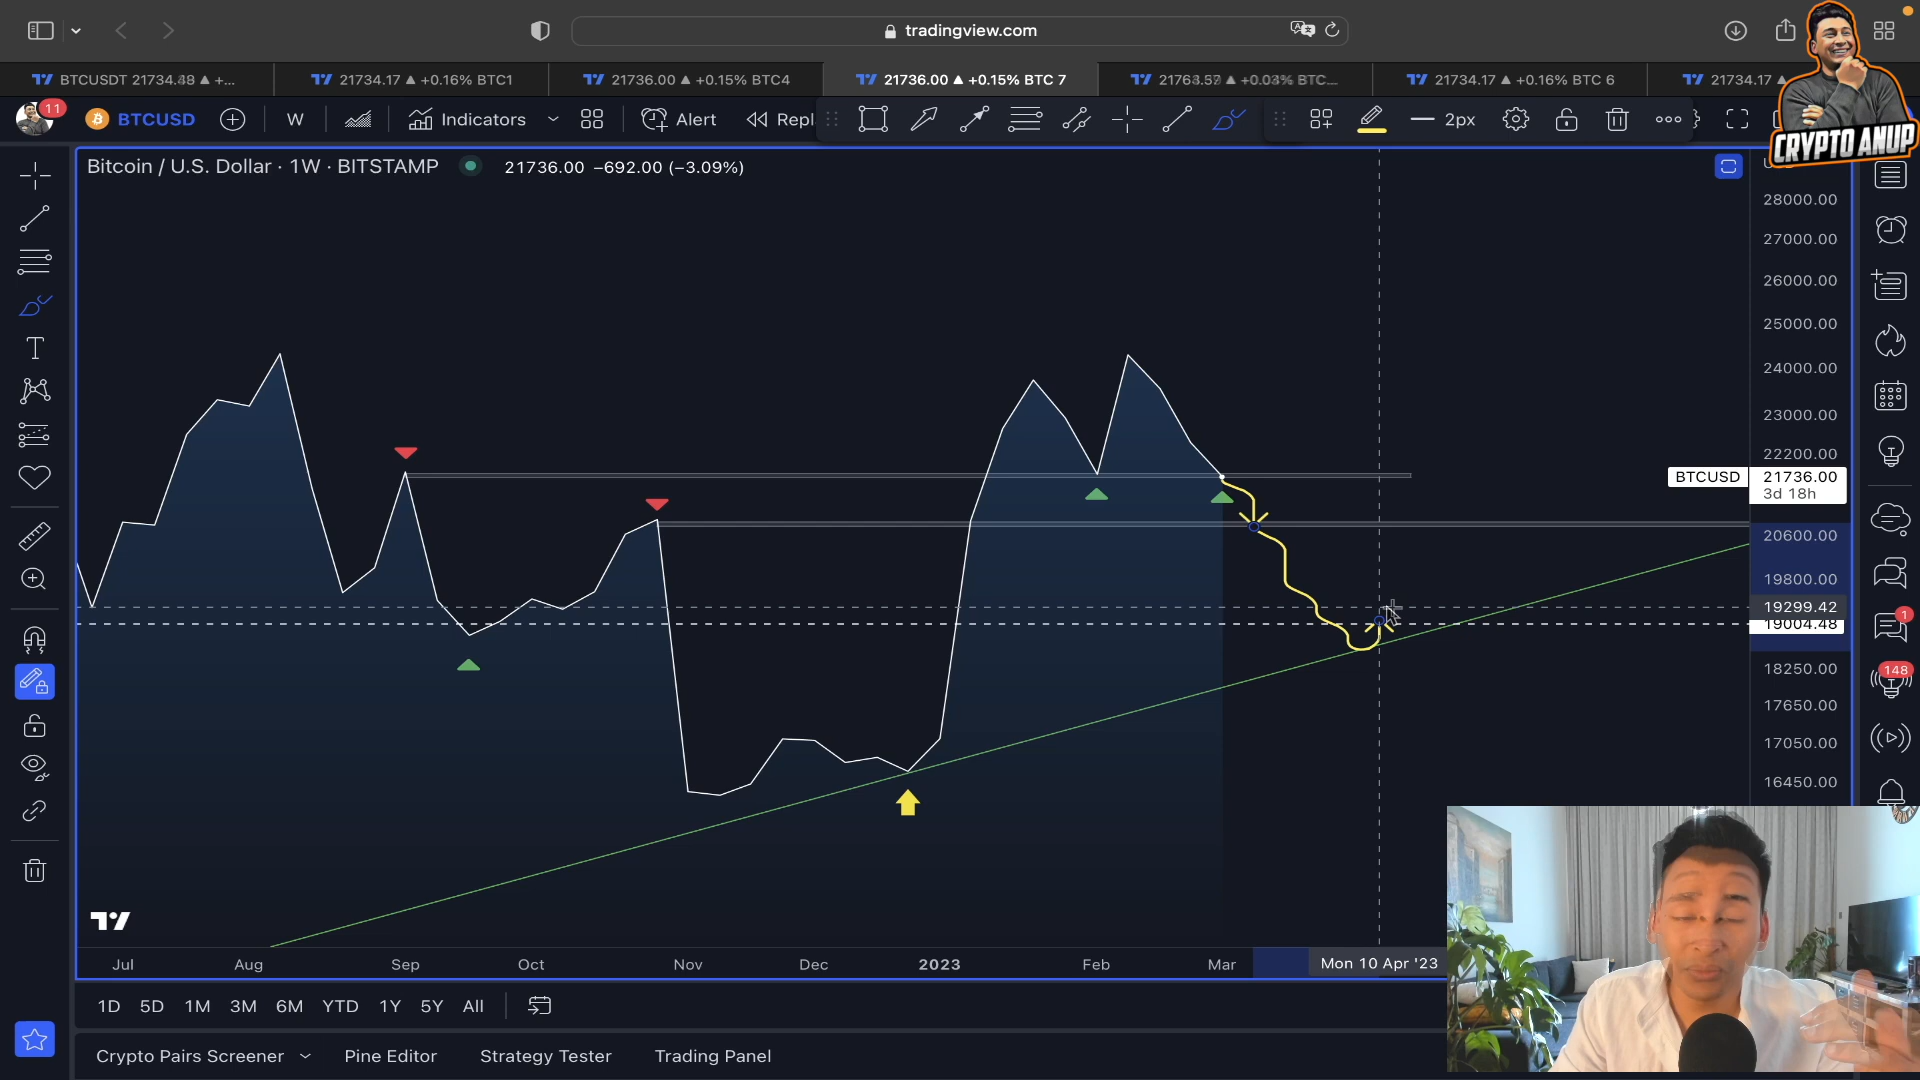 tradingview.com
BTCUSDT 21734.48 ▲ +...
21734.17 ▲ +0.16% BTC1
21736.00 ▲ +0.15% BTC4
21736.00 ▲ +0.15% BTC 7
21734.17 ▲ +0.16% BTC 6
21734.17 ▲
11
BTCUSD
W
Indicators
Alert
Repl
2px
CRYPTO ANUP
Bitcoin / U.S. Dollar · 1W · BITSTAMP
21736.00 −692.00 (−3.09%)
28000.00
27000.00
26000.00
25000.00
24000.00
23000.00
22200.00
BTCUSD 21736.00
3d 18h
20600.00
19800.00
19299.42
19004.48
18250.00
17650.00
17050.00
16450.00
1
148
Jul Aug Sep Oct Nov Dec 2023 Feb Mar Mon 10 Apr '23
1D 5D 1M 3M 6M YTD 1Y 5Y All
Crypto Pairs Screener Pine Editor Strategy Tester Trading Panel